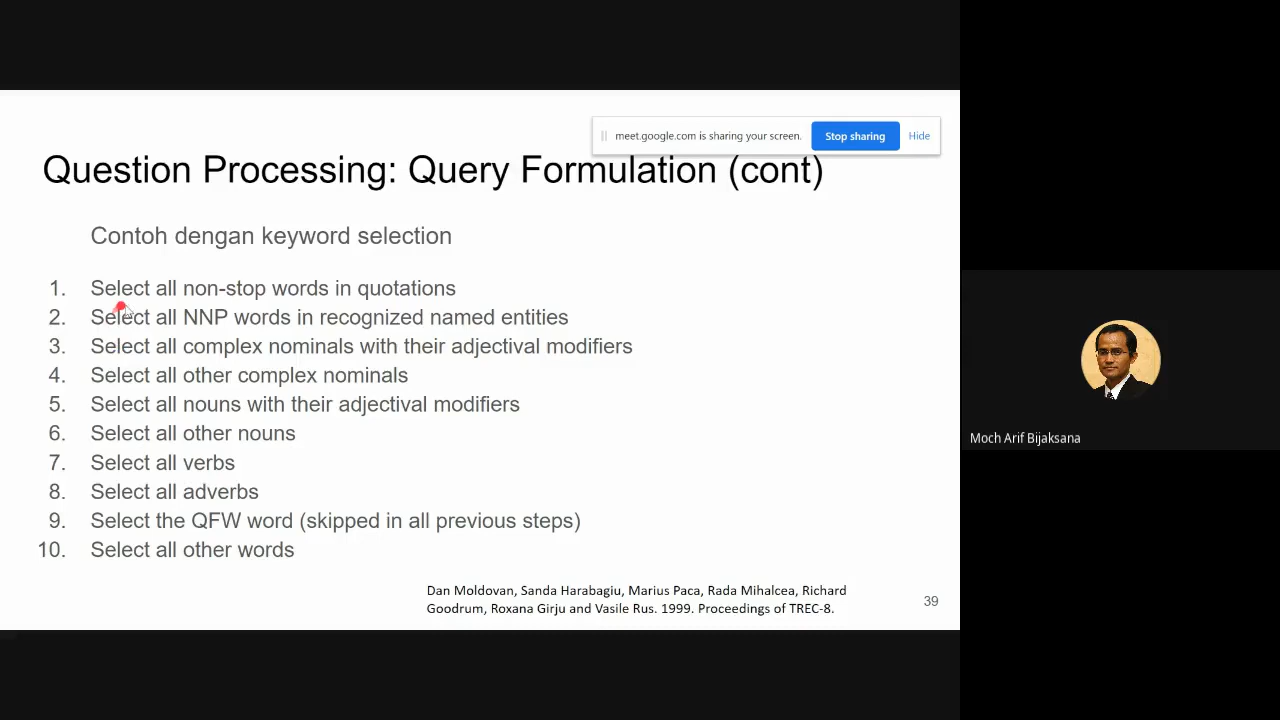 meet.google.com is sharing your screen. Stop sharing Hide
Question Processing: Query Formulation (cont)
Contoh dengan keyword selection
1. Select all non-stop words in quotations
2. Select all NNP words in recognized named entities
3. Select all complex nominals with their adjectival modifiers
4. Select all other complex nominals
5. Select all nouns with their adjectival modifiers
6. Select all other nouns
7. Select all verbs
8. Select all adverbs
9. Select the QFW word (skipped in all previous steps)
10. Select all other words
Dan Moldovan, Sanda Harabagiu, Marius Paca, Rada Mihalcea, Richard
Goodrum, Roxana Girju and Vasile Rus. 1999. Proceedings of TREC-8.
39
Moch Arif Bijaksana